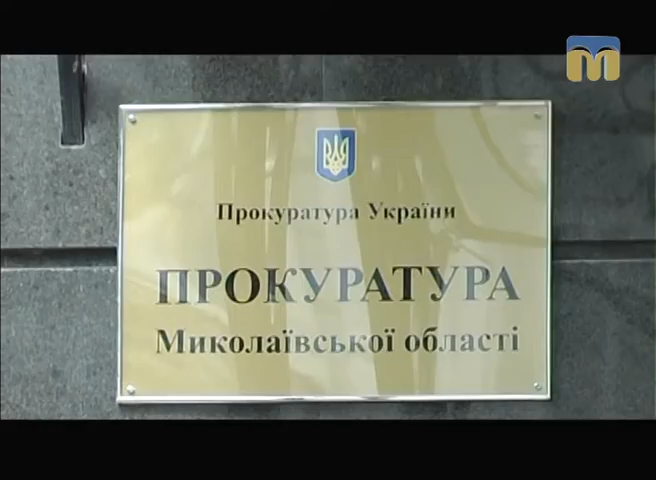 Прокуратура України
ПРОКУРАТУРА
Миколаївської області